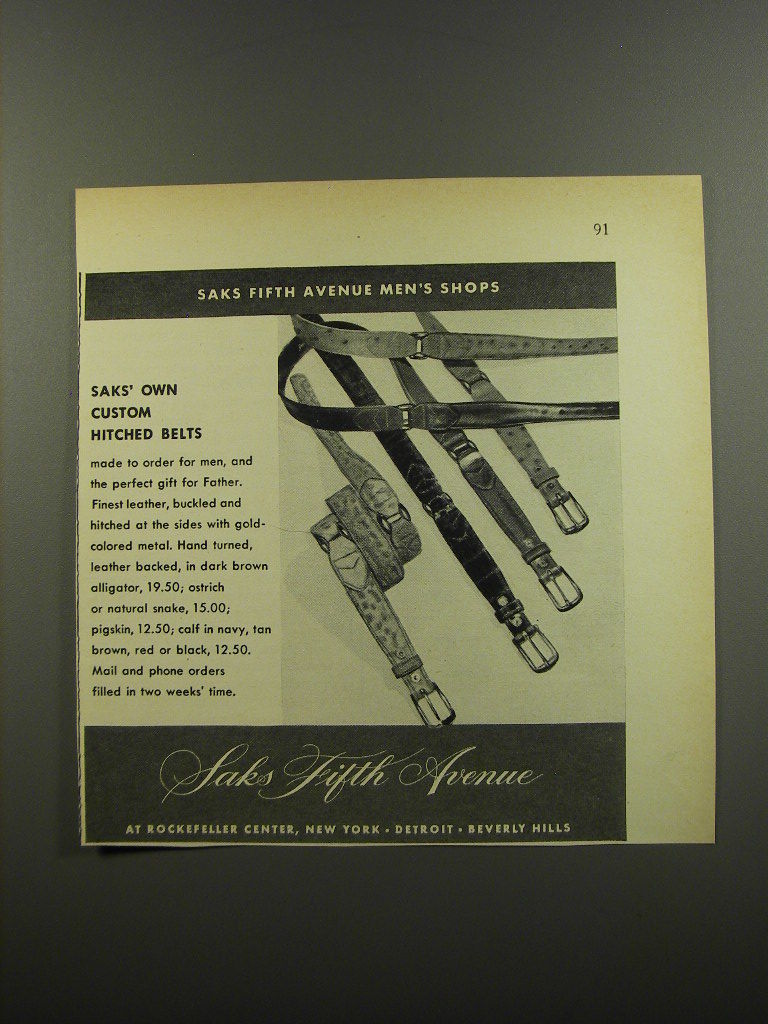 91
SAKS FIFTH AVENUE MEN'S SHOPS
SAKS' OWN
CUSTOM
HITCHED BELTS
made to order for men, and
the perfect gift for Father.
Finest leather, buckled and
hitched at the sides with gold-
colored metal. Hand turned,
leather backed, in dark brown
alligator, 19.50; ostrich
or natural snake, 15.00;
pigskin, 12.50; calf in navy, tan
brown, red or black, 12.50.
Mail and phone orders
filled in two weeks' time.
Saks Fifth Avenue
AT ROCKEFELLER CENTER, NEW YORK • DETROIT • BEVERLY HILLS